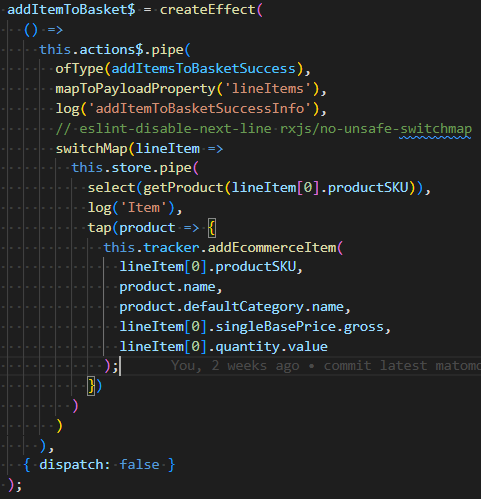 addItemToBasket$ = createEffect(
() =>
this.actions$.pipe(
ofType(addItemsToBasketSuccess),
mapToPayloadProperty('lineItems'),
log('addItemToBasketSuccessInfo'),
// eslint-disable-next-line rxjs/no-unsafe-switchmap
switchMap(lineItem =>
this.store.pipe(
select(getProduct(lineItem[0].productSKU)),
log('Item'),
tap(product => {
this.tracker.addEcommerceItem(
lineItem[0].productSKU,
product.name,
product.defaultCategory.name,
lineItem[0].singleBasePrice.gross,
lineItem[0].quantity.value
); You, 2 weeks ago • commit latest matomo
})
)
)
),
{ dispatch: false }
);